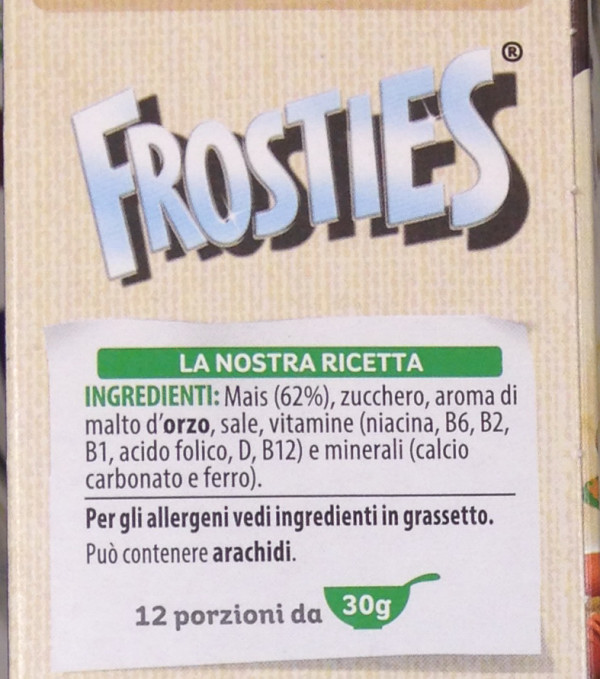 FROSTIES®
LA NOSTRA RICETTA
INGREDIENTI: Mais (62%), zucchero, aroma di
malto d'orzo, sale, vitamine (niacina, B6, B2,
B1, acido folico, D, B12) e minerali (calcio
carbonato e ferro).
Per gli allergeni vedi ingredienti in grassetto.
Può contenere arachidi.
12 porzioni da 30g